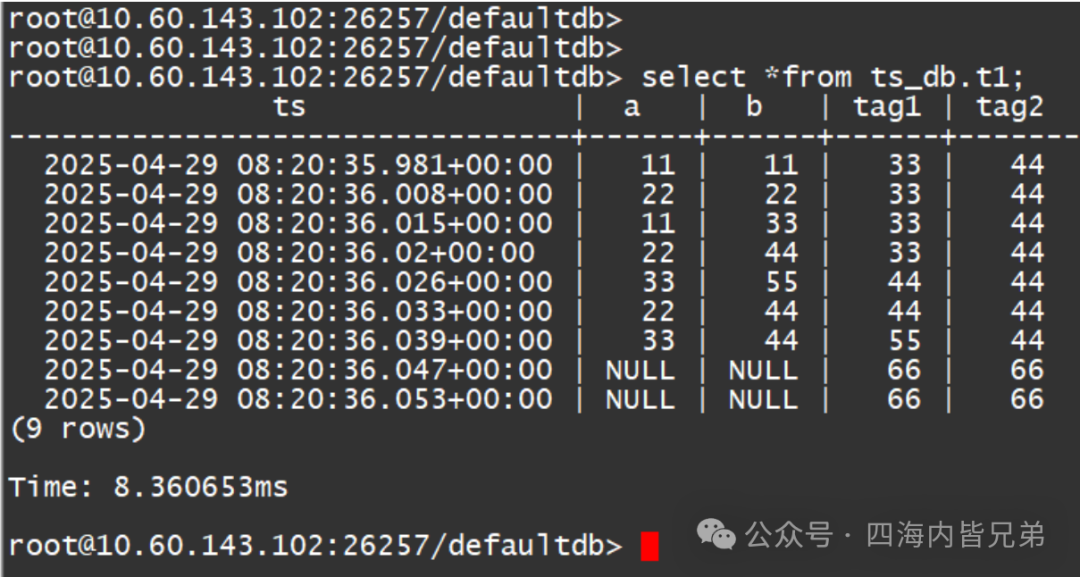 root@10.60.143.102:26257/defaultdb>
root@10.60.143.102:26257/defaultdb>
root@10.60.143.102:26257/defaultdb> select *from ts_db.t1;
ts | a | b | tag1 | tag2
--------------------------------+------+------+------+-------
2025-04-29 08:20:35.981+00:00 | 11 | 11 | 33 | 44
2025-04-29 08:20:36.008+00:00 | 22 | 22 | 33 | 44
2025-04-29 08:20:36.015+00:00 | 11 | 33 | 33 | 44
2025-04-29 08:20:36.02+00:00 | 22 | 44 | 33 | 44
2025-04-29 08:20:36.026+00:00 | 33 | 55 | 44 | 44
2025-04-29 08:20:36.033+00:00 | 22 | 44 | 44 | 44
2025-04-29 08:20:36.039+00:00 | 33 | 44 | 55 | 44
2025-04-29 08:20:36.047+00:00 | NULL | NULL | 66 | 66
2025-04-29 08:20:36.053+00:00 | NULL | NULL | 66 | 66
(9 rows)
Time: 8.360653ms
root@10.60.143.102:26257/defaultdb>
公众号 · 四海内皆兄弟